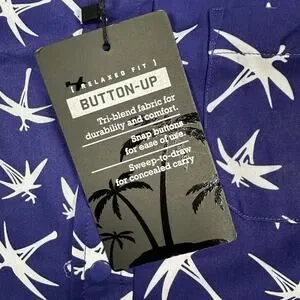 [ RELAXED FIT ]
BUTTON-UP
Tri-blend fabric for
durability and comfort.
Snap buttons
for ease of use.
Sweep-to-draw
for concealed carry